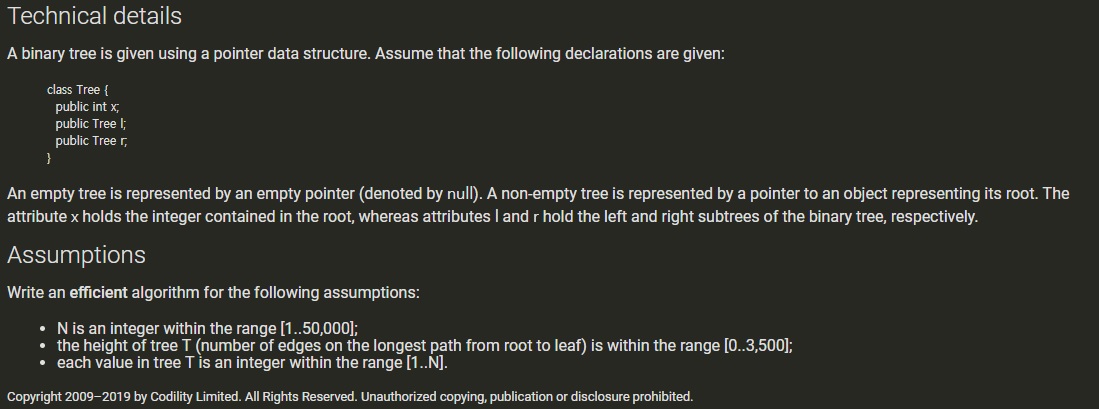 Technical details
A binary tree is given using a pointer data structure. Assume that the following declarations are given:
class Tree {
public int x;
public Tree l;
public Tree r;
}
An empty tree is represented by an empty pointer (denoted by null). A non-empty tree is represented by a pointer to an object representing its root. The
attribute x holds the integer contained in the root, whereas attributes l and r hold the left and right subtrees of the binary tree, respectively.
Assumptions
Write an efficient algorithm for the following assumptions:
• N is an integer within the range [1..50,000];
• the height of tree T (number of edges on the longest path from root to leaf) is within the range [0..3,500];
• each value in tree T is an integer within the range [1..N].
Copyright 2009–2019 by Codility Limited. All Rights Reserved. Unauthorized copying, publication or disclosure prohibited.